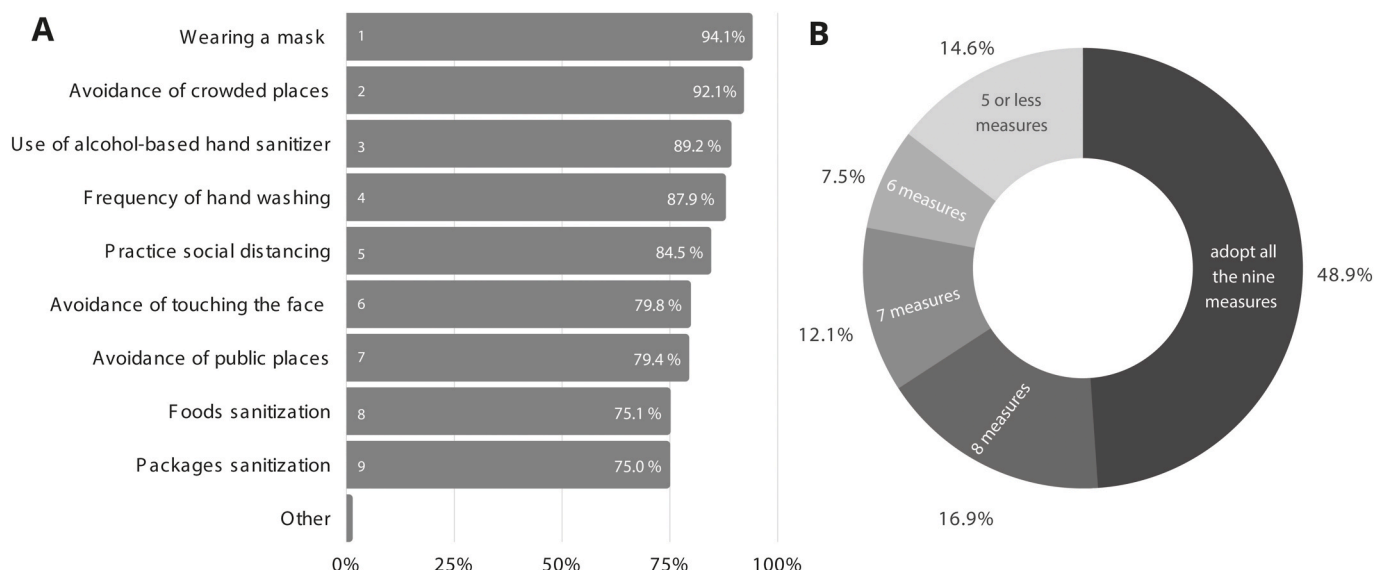 A
Wearing a mask 1 94.1%
Avoidance of crowded places 2 92.1%
Use of alcohol-based hand sanitizer 3 89.2 %
Frequency of hand washing 4 87.9 %
Practice social distancing 5 84.5 %
Avoidance of touching the face 6 79.8 %
Avoidance of public places 7 79.4 %
Foods sanitization 8 75.1 %
Packages sanitization 9 75.0 %
Other
0% 25% 50% 75% 100%
B
14.6%
5 or less
measures
7.5%
6 measures
12.1%
7 measures
16.9%
8 measures
48.9%
adopt all
the nine
measures